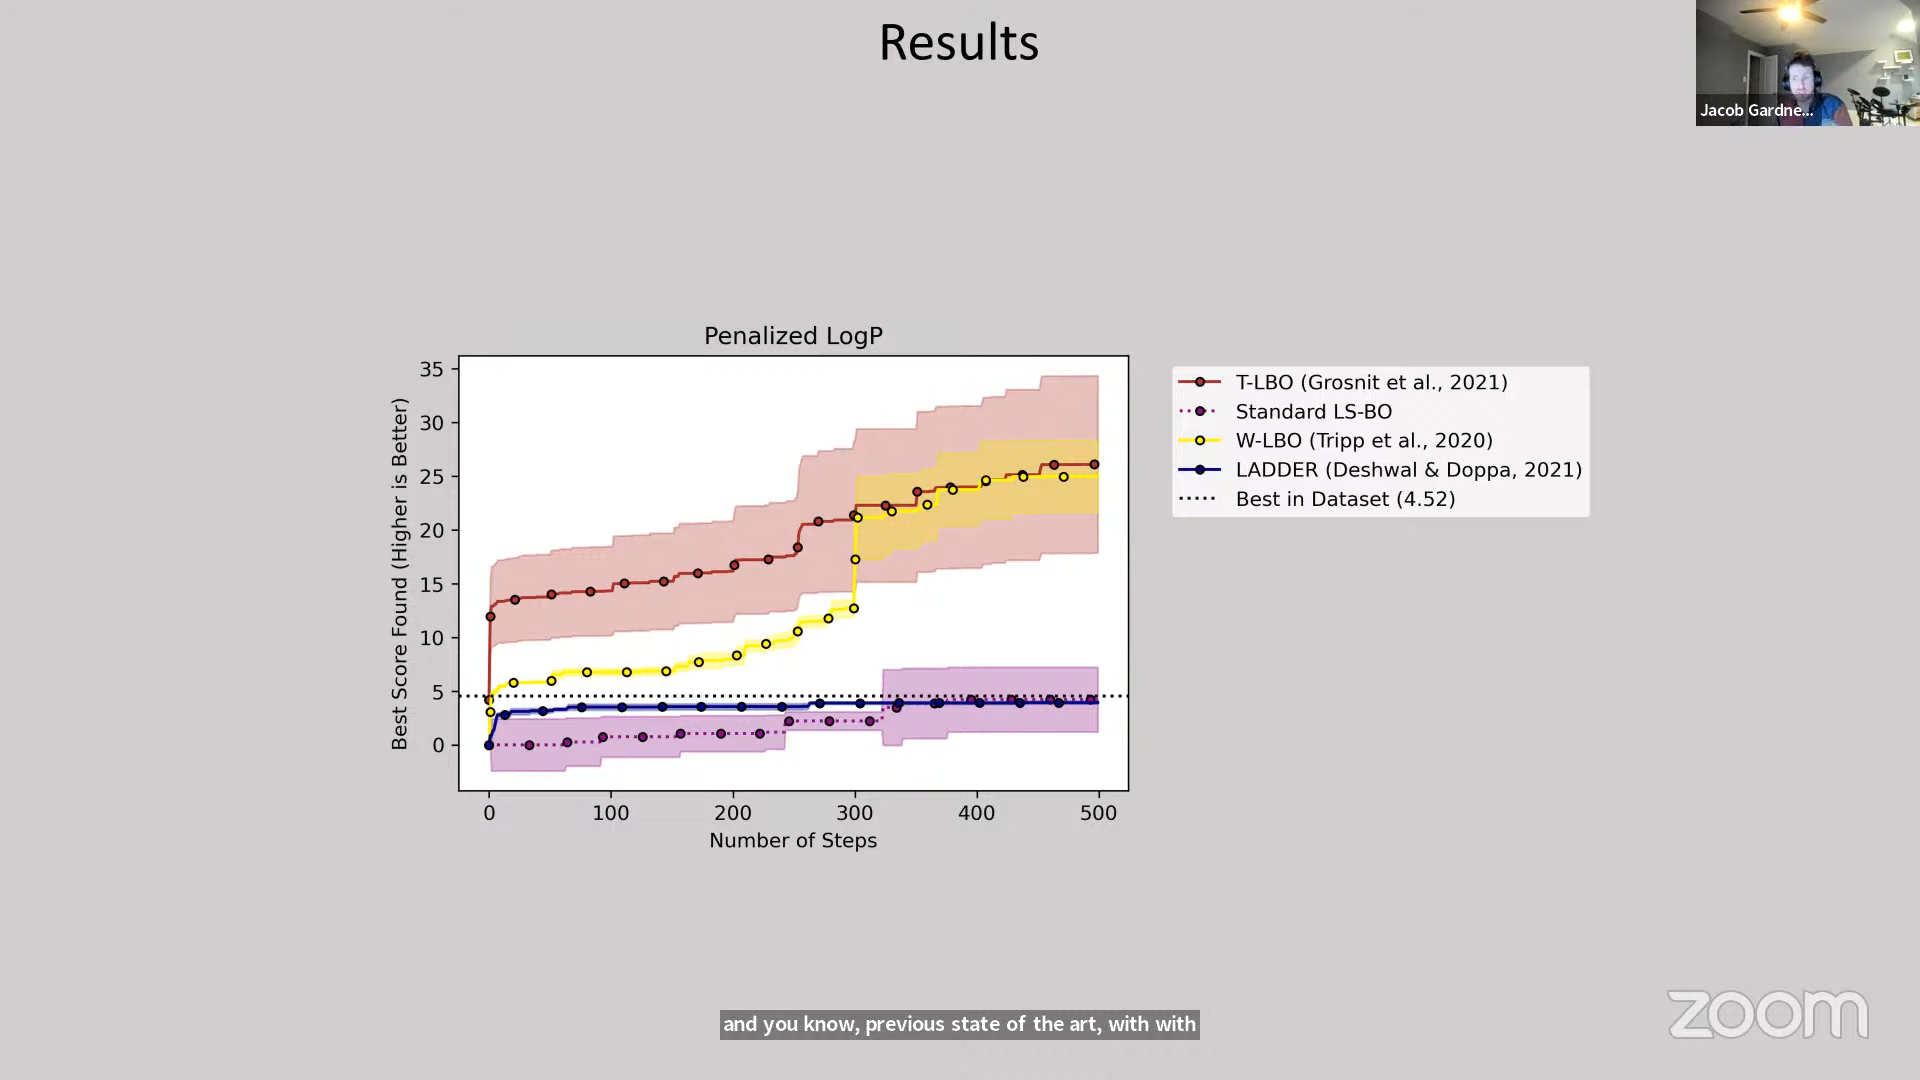 Results
Jacob Gardne...
Penalized LogP
Best Score Found (Higher is Better)
35
30
25
20
15
10
5
0
0 100 200 300 400 500
Number of Steps
T-LBO (Grosnit et al., 2021)
Standard LS-BO
W-LBO (Tripp et al., 2020)
LADDER (Deshwal & Doppa, 2021)
Best in Dataset (4.52)
and you know, previous state of the art, with with
zoom